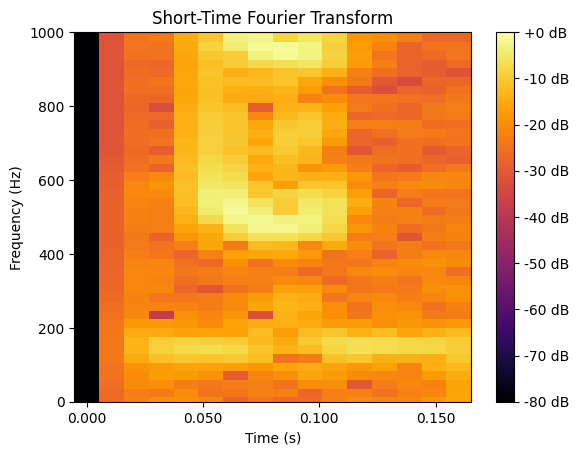 Short-Time Fourier Transform
Frequency (Hz)
1000
800
600
400
200
0
0.000
0.050
0.100
0.150
Time (s)
+0 dB
-10 dB
-20 dB
-30 dB
-40 dB
-50 dB
-60 dB
-70 dB
-80 dB